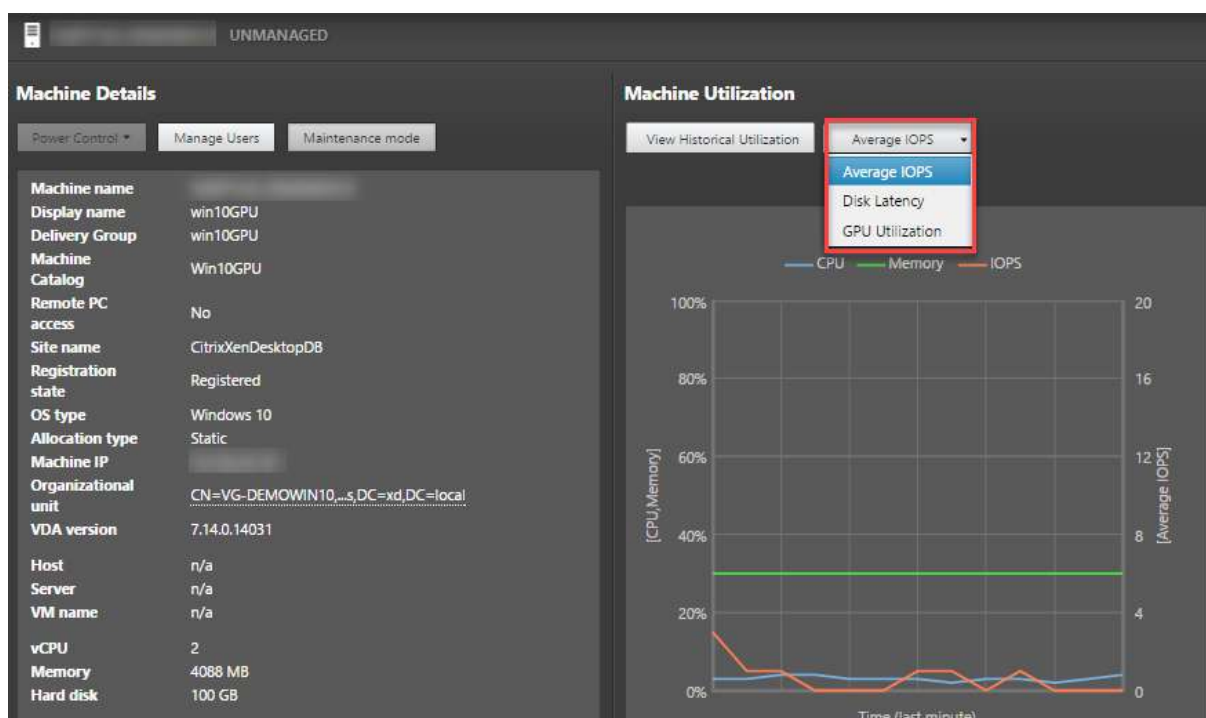 UNMANAGED
Machine Details
Power Control
Manage Users
Maintenance mode
Machine name
Display name win10GPU
Delivery Group win10GPU
Machine
Catalog
Win10GPU
Remote PC
access
No
Site name CitrixXenDesktopDB
Registration
state
Registered
OS type Windows 10
Allocation type Static
Machine IP
Organizational
unit
CN=VG-DEMOWIN10,...s,DC=xd,DC=local
VDA version 7.14.0.14031
Host n/a
Server n/a
VM name n/a
vCPU 2
Memory 4088 MB
Hard disk 100 GB
Machine Utilization
View Historical Utilization
Average IOPS
Average IOPS
Disk Latency
GPU Utilization
CPU Memory IOPS
100% 20
80% 16
60% 12
40% 8
20% 4
0% 0
[CPU,Memory]
[Average IOPS]
Time (last minute)